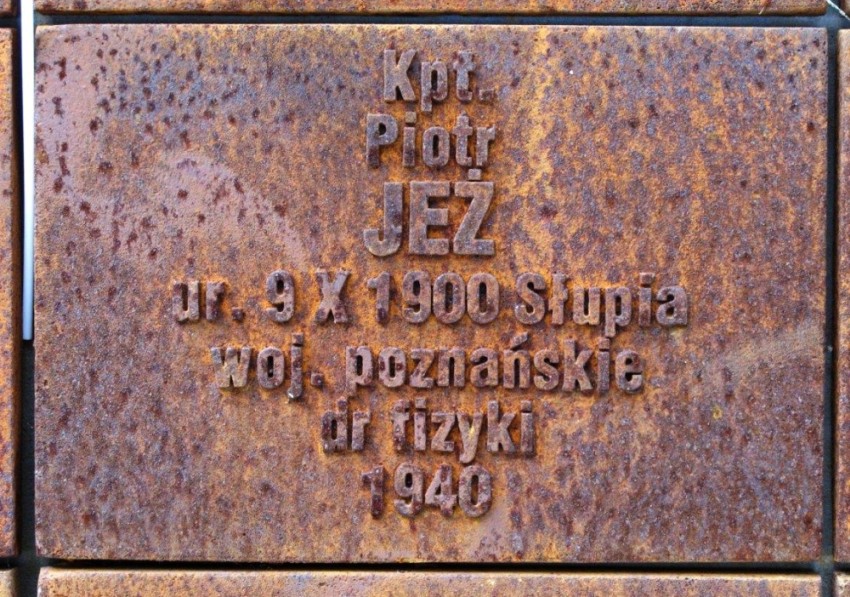 Kpt.
Piotr
JEŻ
ur. 9 X 1900 Słupia
woj. poznańskie
dr fizyki
1940